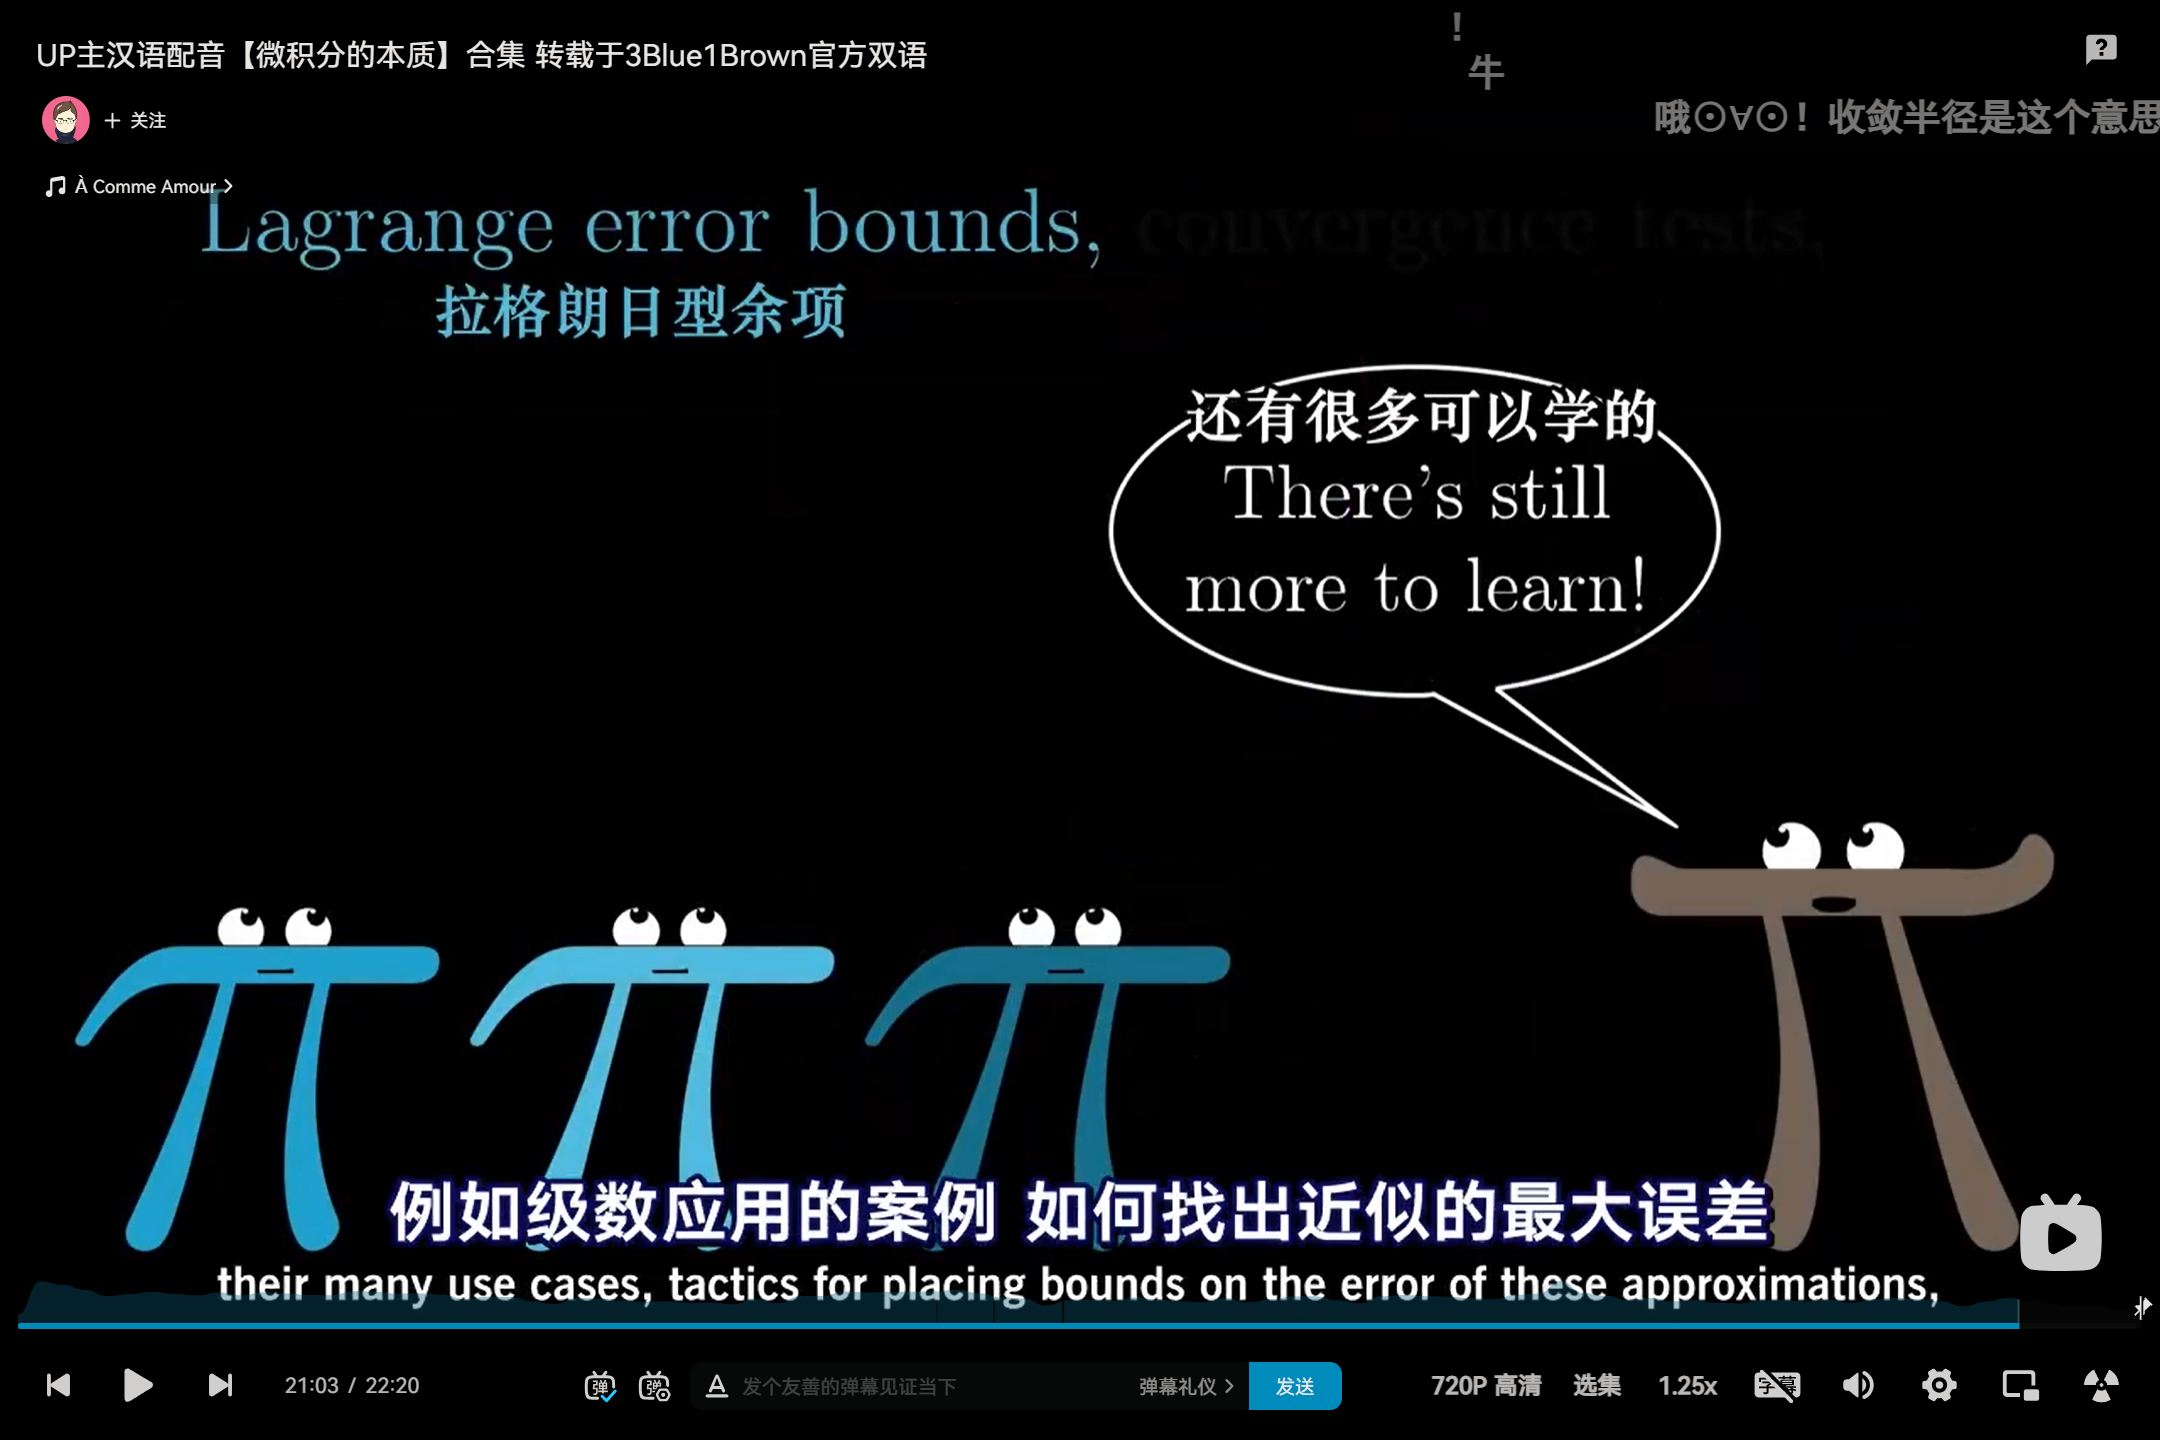 !
UP主汉语配音【微积分的本质】合集 转载于3Blue1Brown官方双语
牛
+ 关注
哦⊙∀⊙！收敛半径是这个意思
À Comme Amour
Lagrange error bounds, convergence tests,
拉格朗日型余项
还有很多可以学的
There's still
more to learn!
例如级数应用的案例 如何找出近似的最大误差
their many use cases, tactics for placing bounds on the error of these approximations,
21:03 / 22:20
弹
弹
A
发个友善的弹幕见证当下
弹幕礼仪
发送
720P 高清
选集
1.25x
字幕